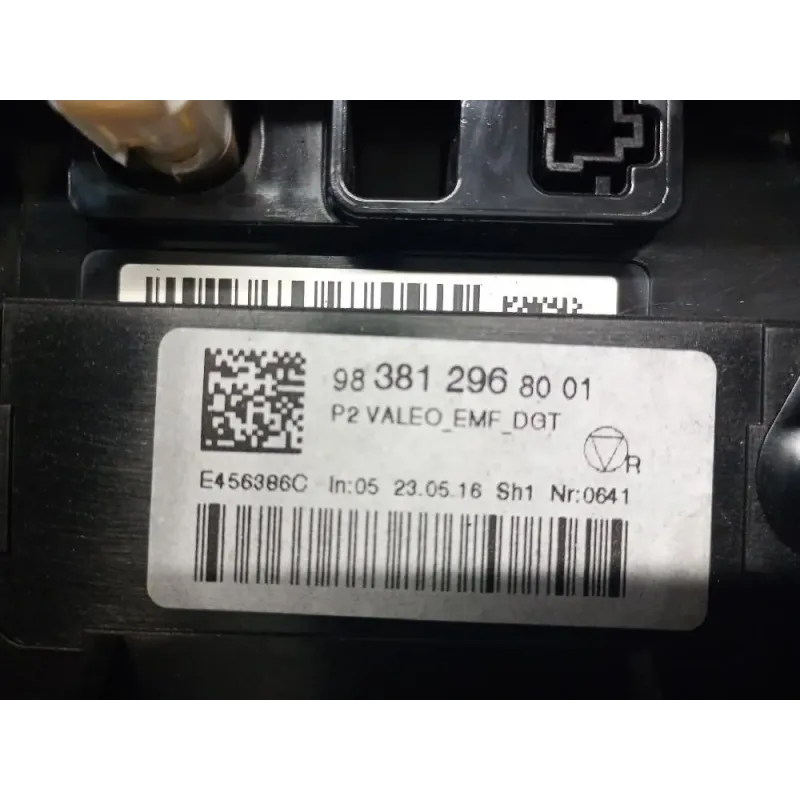 98 381 296 80 01
P2 VALEO_EMF_DGT
R
E456386C In:05 23.05.16 Sh1 Nr:0641